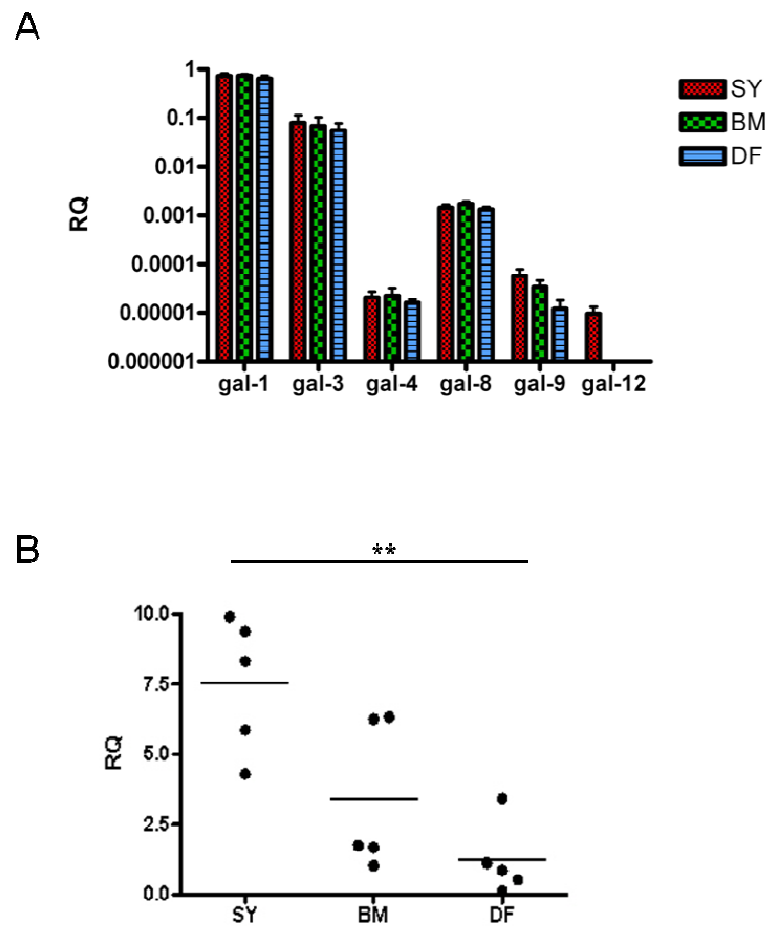 A
1
0.1
0.01
0.001
0.0001
0.00001
0.000001
RQ
gal-1 gal-3 gal-4 gal-8 gal-9 gal-12
SY
BM
DF
B
**
10.0
7.5
5.0
2.5
0.0
RQ
SY BM DF